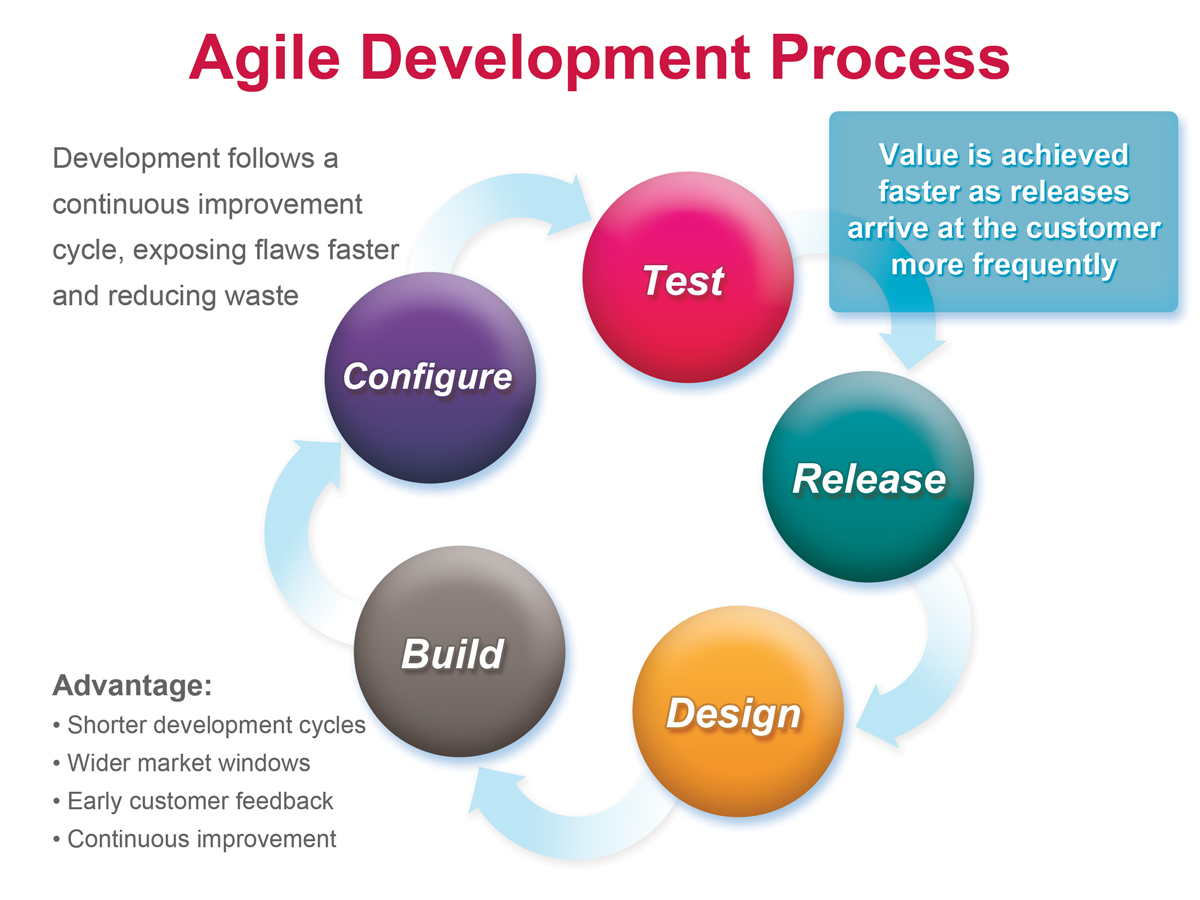 Agile Development Process
Development follows a
continuous improvement
cycle, exposing flaws faster
and reducing waste
Value is achieved
faster as releases
arrive at the customer
more frequently
Test
Configure
Release
Build
Design
Advantage:
• Shorter development cycles
• Wider market windows
• Early customer feedback
• Continuous improvement